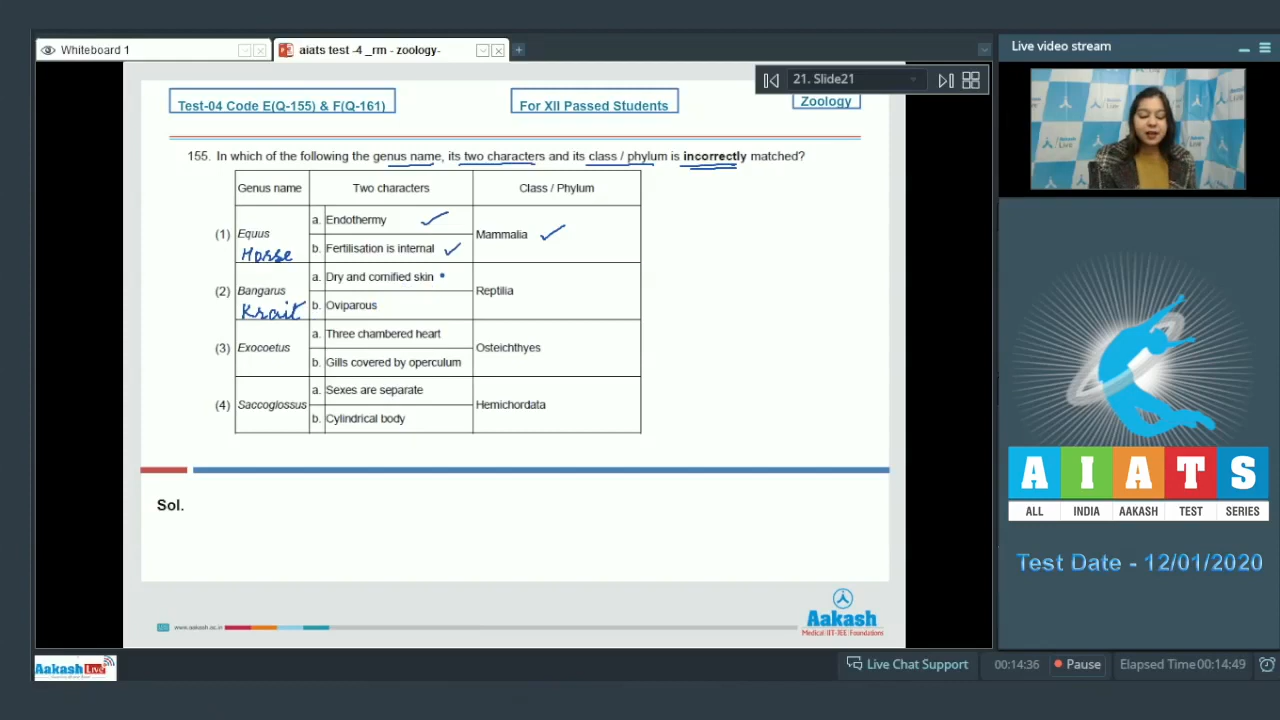 Whiteboard 1
aiats test -4 _rm - zoology-
Live video stream
21. Slide21
Test-04 Code E(Q-155) & F(Q-161)
For XII Passed Students
Zoology
155. In which of the following the genus name, its two characters and its class / phylum is incorrectly matched?
Genus name Two characters Class / Phylum
(1) Equus a. Endothermy Mammalia
Horse b. Fertilisation is internal
(2) Bangarus a. Dry and cornified skin Reptilia
Krait b. Oviparous
(3) Exocoetus a. Three chambered heart Osteichthyes
b. Gills covered by operculum
(4) Saccoglossus a. Sexes are separate Hemichordata
b. Cylindrical body
Sol.
A I A T S
ALL INDIA AAKASH TEST SERIES
Test Date - 12/01/2020
Aakash
Medical|IIT-JEE|Foundations
www.aakash.ac.in
Aakash Live
Live Chat Support
00:14:36
Pause
Elapsed Time 00:14:49